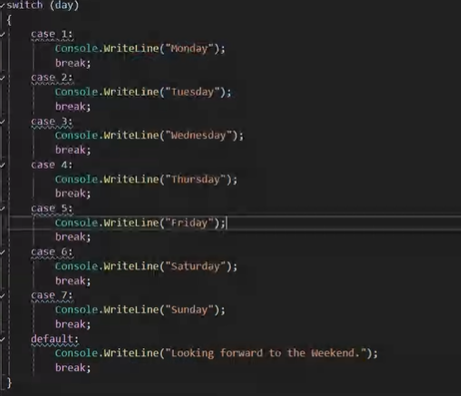 switch (day)
{
case 1:
Console.WriteLine("Monday");
break;
case 2:
Console.WriteLine("Tuesday");
break;
case 3:
Console.WriteLine("Wednesday");
break;
case 4:
Console.WriteLine("Thursday");
break;
case 5:
Console.WriteLine("Friday");
break;
case 6:
Console.WriteLine("Saturday");
break;
case 7:
Console.WriteLine("Sunday");
break;
default:
Console.WriteLine("Looking forward to the Weekend.");
break;
}